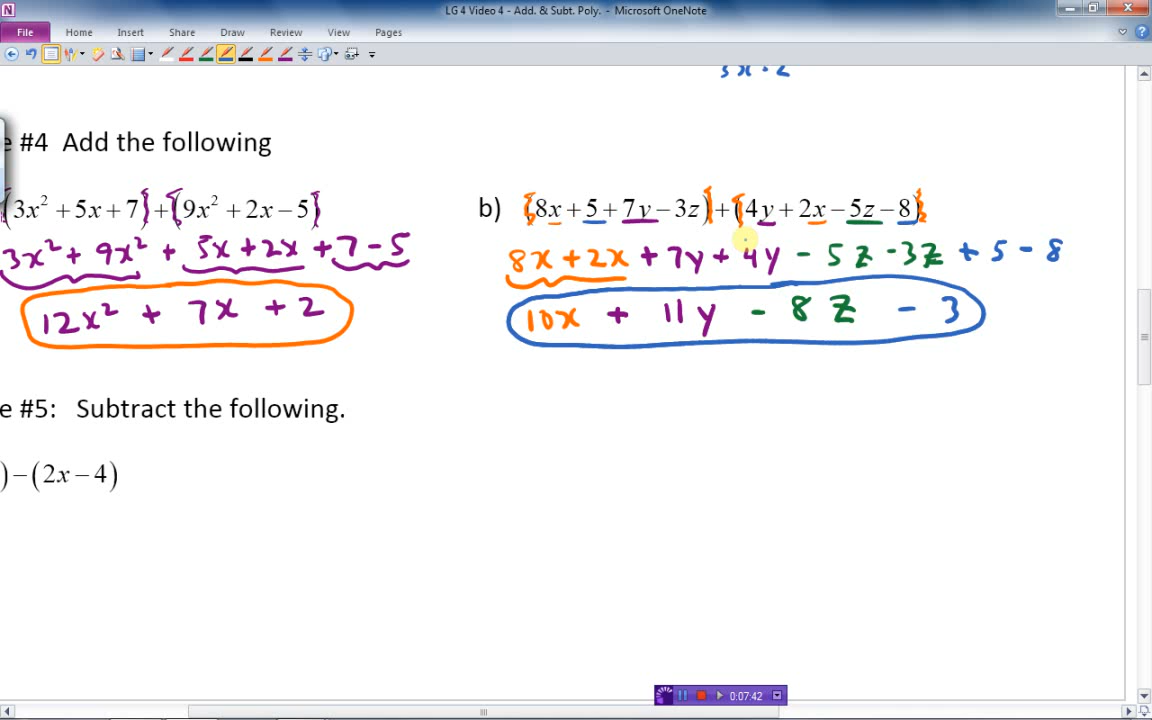 LG 4 Video 4 - Add. & Subt. Poly. - Microsoft OneNote
File Home Insert Share Draw Review View Pages
e #4 Add the following
(3x² + 5x + 7) + (9x² + 2x − 5)
3x² + 9x² + 5x + 2x + 7 − 5
12x² + 7x + 2
b) (8x + 5 + 7y − 3z) + (4y + 2x − 5z − 8)
8x + 2x + 7y + 4y − 5z − 3z + 5 − 8
10x + 11y − 8z − 3
e #5: Subtract the following.
) − (2x − 4)
0:07:42